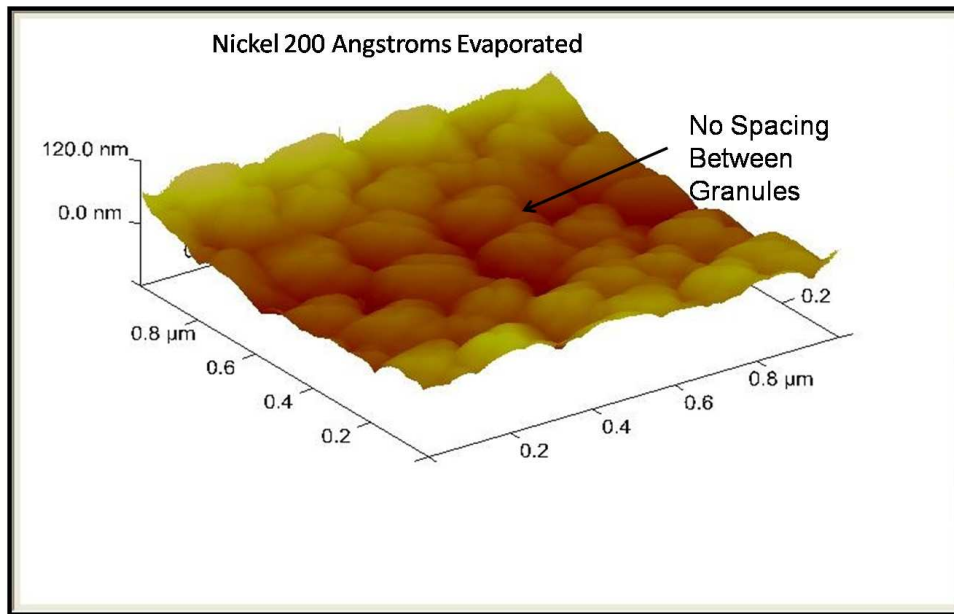 Nickel 200 Angstroms Evaporated
No Spacing
Between
Granules
120.0 nm
0.0 nm
0.8 µm
0.6
0.4
0.2
0.2
0.4
0.6
0.8 µm
0.2